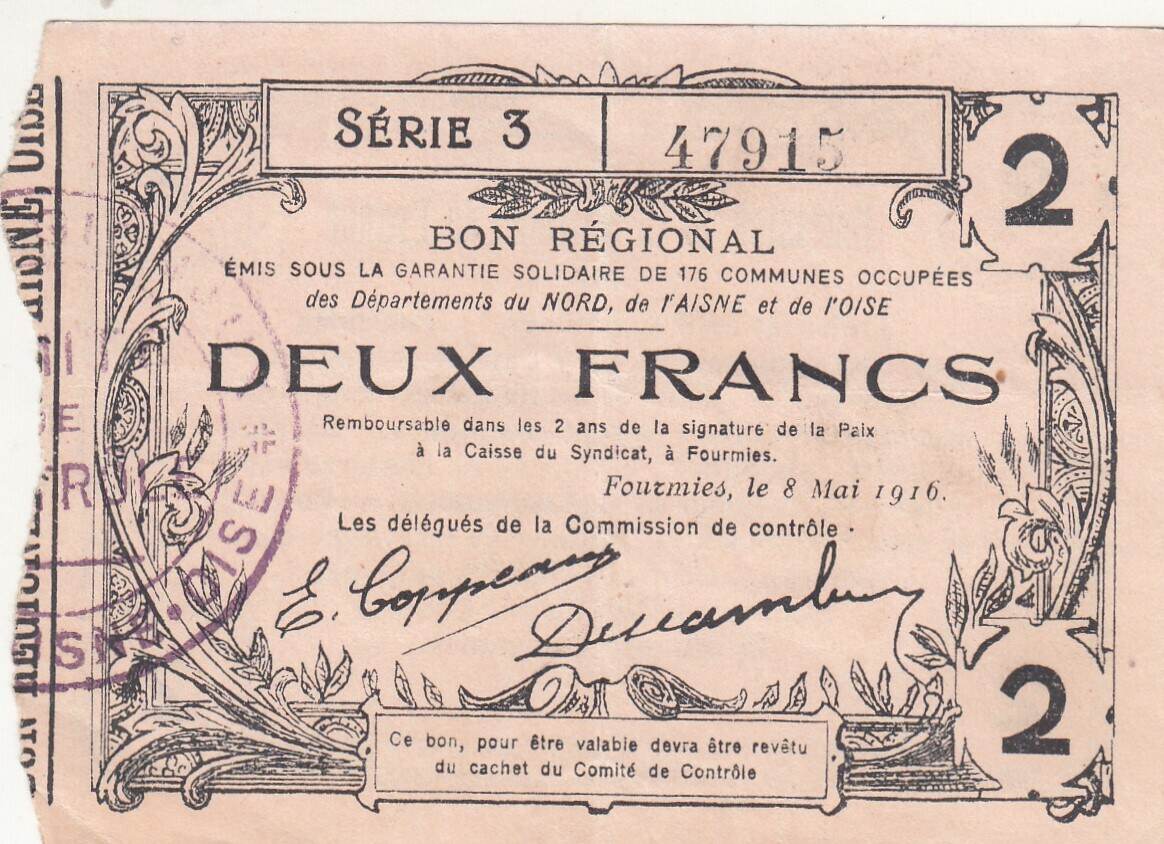 SÉRIE 3 47915
2
BON RÉGIONAL
ÉMIS SOUS LA GARANTIE SOLIDAIRE DE 176 COMMUNES OCCUPÉES
des Départements du NORD, de l'AISNE et de l'OISE
DEUX FRANCS
Remboursable dans les 2 ans de la signature de la Paix
à la Caisse du Syndicat, à Fourmies.
Fourmies, le 8 Mai 1916.
Les délégués de la Commission de contrôle.
E. Coppeaux
2
Ce bon, pour être valable devra être revêtu
du cachet du Comité de Contrôle
OISE